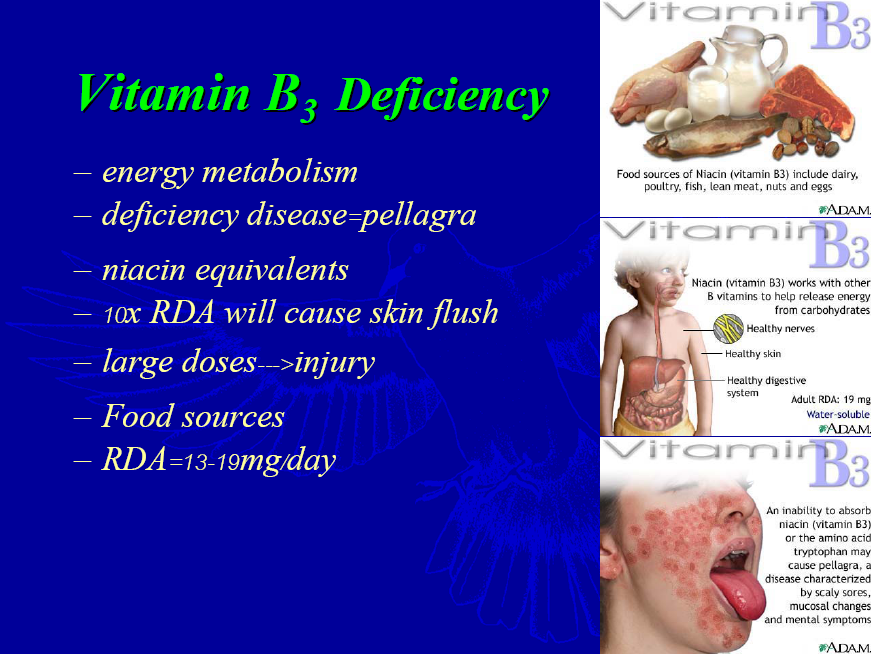 Vitamin B3 Deficiency
– energy metabolism
– deficiency disease=pellagra
– niacin equivalents
– 10x RDA will cause skin flush
– large doses--->injury
– Food sources
– RDA=13-19mg/day
Vitamin B3
Food sources of Niacin (vitamin B3) include dairy,
poultry, fish, lean meat, nuts and eggs
A.D.A.M.
Vitamin B3
Niacin (vitamin B3) works with other
B vitamins to help release energy
from carbohydrates
Healthy nerves
Healthy skin
Healthy digestive
system
Adult RDA: 19 mg
Water-soluble
A.D.A.M.
Vitamin B3
An inability to absorb
niacin (vitamin B3)
or the amino acid
tryptophan may
cause pellagra, a
disease characterized
by scaly sores,
mucosal changes
and mental symptoms
A.D.A.M.